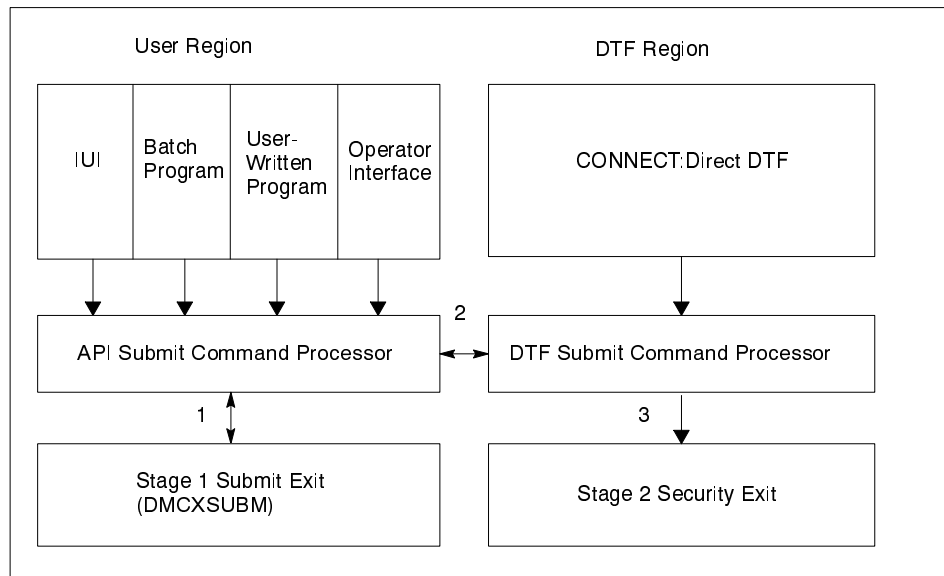 User Region
DTF Region
IUI
Batch
Program
User-
Written
Program
Operator
Interface
CONNECT:Direct DTF
2
API Submit Command Processor
DTF Submit Command Processor
1
3
Stage 1 Submit Exit
(DMCXSUBM)
Stage 2 Security Exit